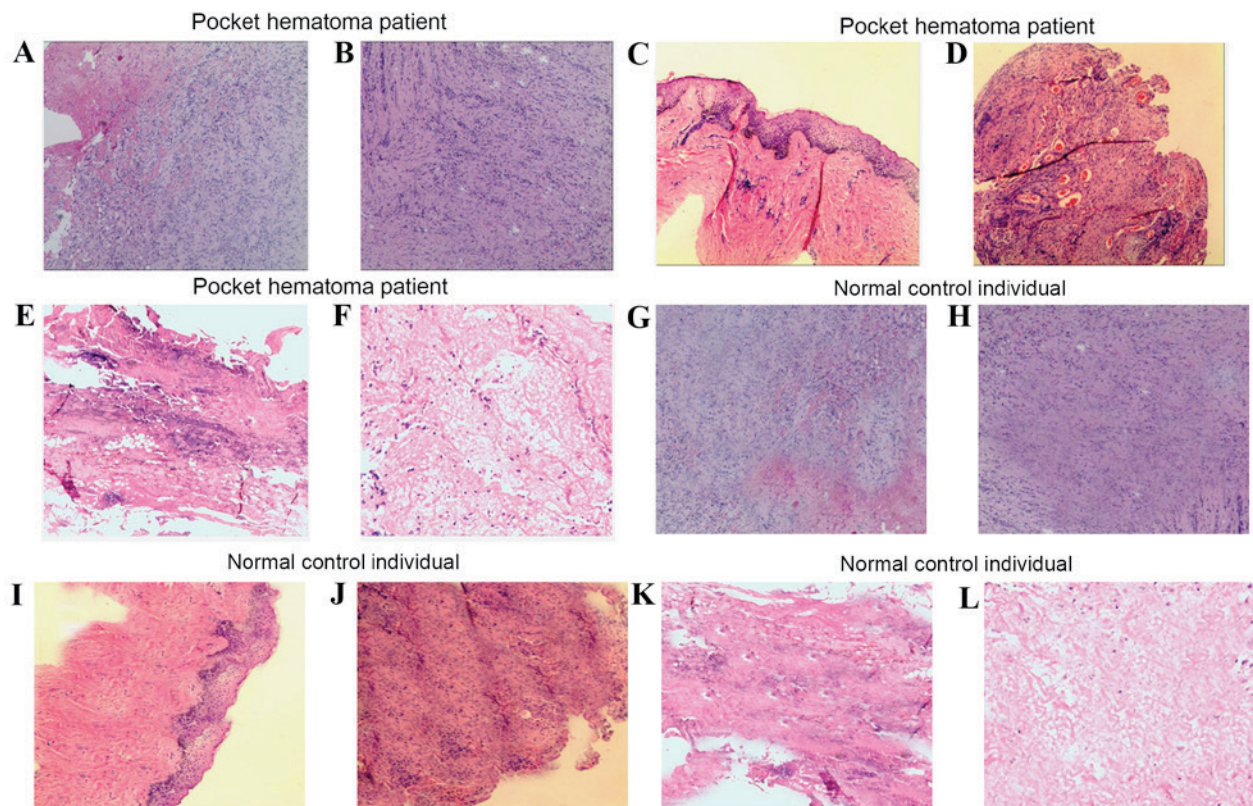 Pocket hematoma patient
Pocket hematoma patient
A
B
C
D
Pocket hematoma patient
Normal control individual
E
F
G
H
Normal control individual
Normal control individual
I
J
K
L